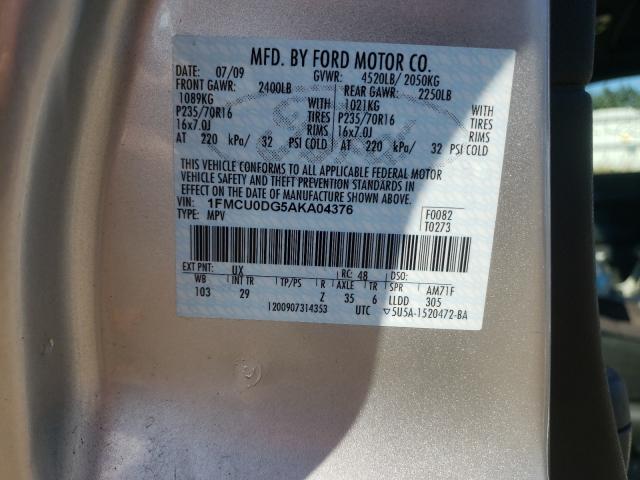 MFD. BY FORD MOTOR CO.
DATE: 07/09 GVWR: 4520LB/ 2050KG
FRONT GAWR: 2400LB REAR GAWR: 2250LB
1089KG WITH 1021KG WITH
P235/70R16 TIRES P235/70R16 TIRES
16x7.0J RIMS 16x7.0J RIMS
AT 220 kPa/ 32 PSI COLD AT 220 kPa/ 32 PSI COLD
THIS VEHICLE CONFORMS TO ALL APPLICABLE FEDERAL MOTOR
VEHICLE SAFETY AND THEFT PREVENTION STANDARDS IN
EFFECT ON THE DATE OF MANUFACTURE SHOWN ABOVE.
VIN: 1FMCU0DG5AKA04376 F0082
TYPE: MPV T0273
EXT PNT: UX RC: 48 DSO:
WB INT TR TP/PS R AXLE TR SPR AM71F
103 29 Z 35 6 LLDD 305
1200907314353 UTC ▽5U5A-1520472-BA